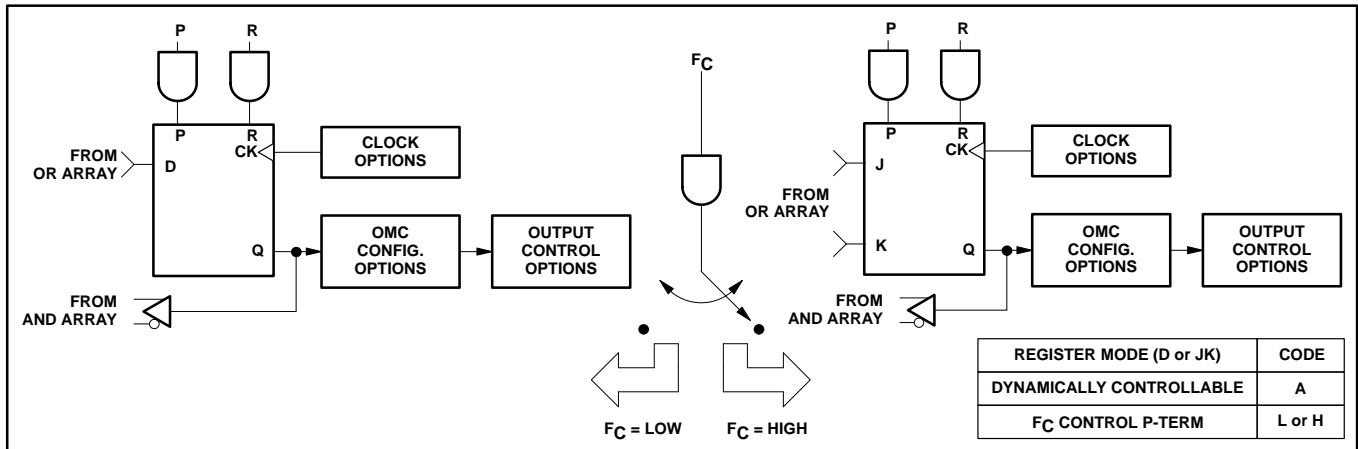 P R
P R
CK
D
FROM
OR ARRAY
CLOCK
OPTIONS
Q
OMC
CONFIG.
OPTIONS
OUTPUT
CONTROL
OPTIONS
FROM
AND ARRAY
FC
FC = LOW
FC = HIGH
P R
P R
CK
J
FROM
OR ARRAY
K
CLOCK
OPTIONS
Q
OMC
CONFIG.
OPTIONS
OUTPUT
CONTROL
OPTIONS
FROM
AND ARRAY
REGISTER MODE (D or JK) CODE
DYNAMICALLY CONTROLLABLE A
FC CONTROL P-TERM L or H